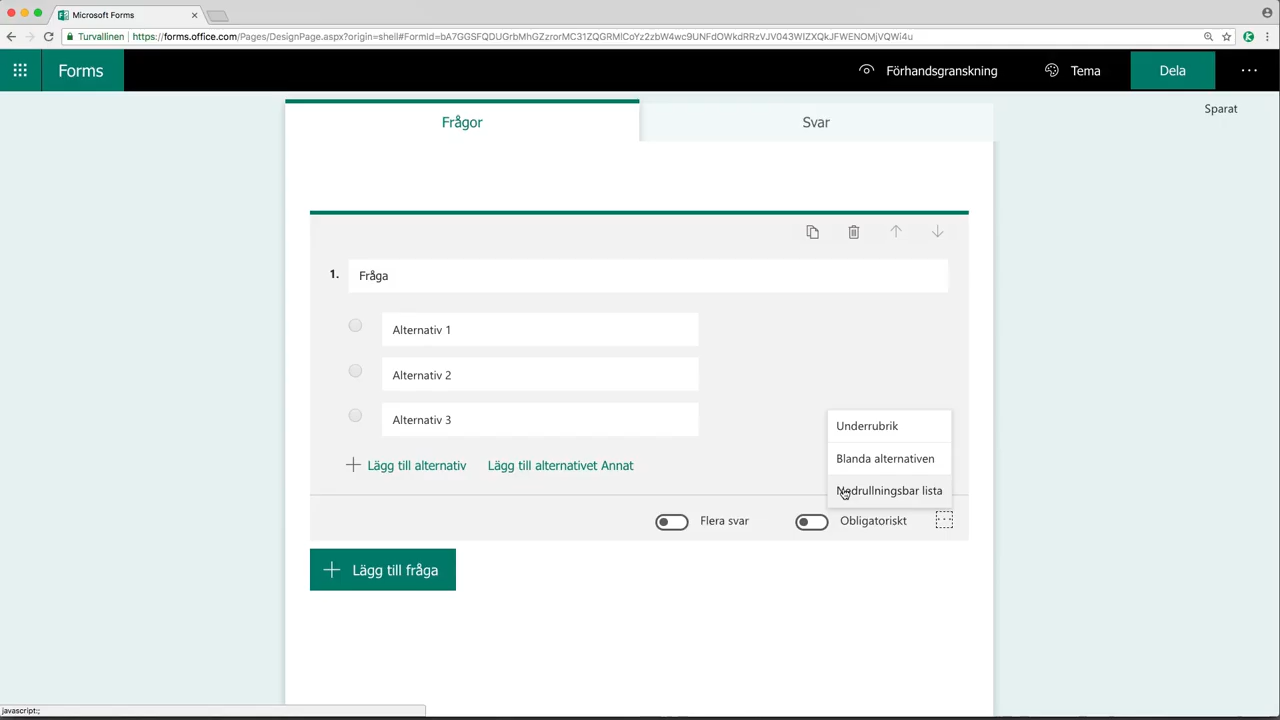 Microsoft Forms
Turvallinen
https://forms.office.com/Pages/DesignPage.aspx?origin=shell#FormId=bA7GGSFQDUGrbMhGZzrorMC31ZQGRM!CoYz2zbW4wc9UNFdOWkdRRzVJV043WIZXQkJFWENOMjVQWi4u
Forms
Förhandsgranskning
Tema
Dela
Sparat
Frågor
Svar
1.
Fråga
Alternativ 1
Alternativ 2
Alternativ 3
Underrubrik
Blanda alternativen
Nedrullningsbar lista
Lägg till alternativ
Lägg till alternativet Annat
Flera svar
Obligatoriskt
Lägg till fråga
javascript:;